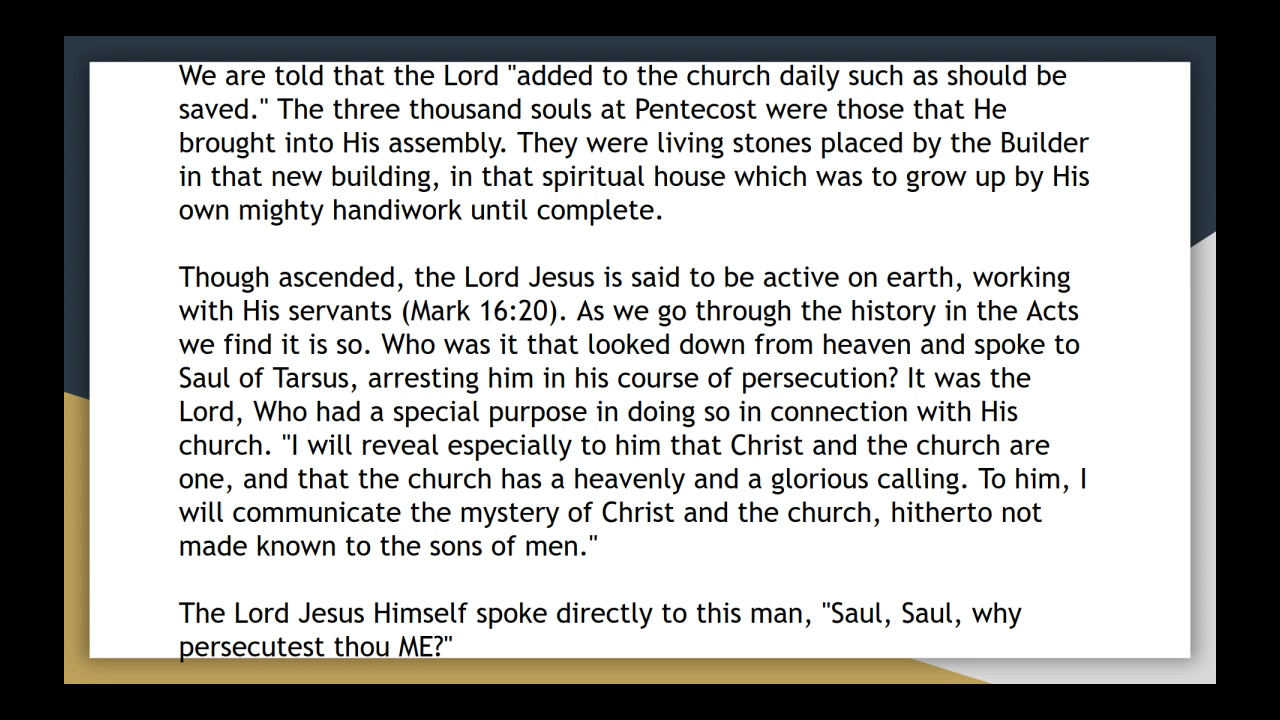 We are told that the Lord "added to the church daily such as should be
saved." The three thousand souls at Pentecost were those that He
brought into His assembly. They were living stones placed by the Builder
in that new building, in that spiritual house which was to grow up by His
own mighty handiwork until complete.
Though ascended, the Lord Jesus is said to be active on earth, working
with His servants (Mark 16:20). As we go through the history in the Acts
we find it is so. Who was it that looked down from heaven and spoke to
Saul of Tarsus, arresting him in his course of persecution? It was the
Lord, Who had a special purpose in doing so in connection with His
church. "I will reveal especially to him that Christ and the church are
one, and that the church has a heavenly and a glorious calling. To him, I
will communicate the mystery of Christ and the church, hitherto not
made known to the sons of men."
The Lord Jesus Himself spoke directly to this man, "Saul, Saul, why
persecutest thou ME?"